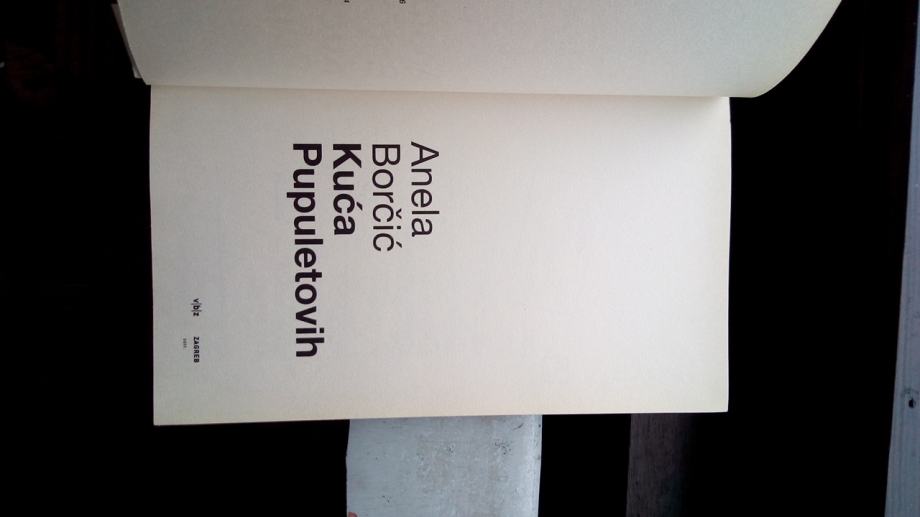 Anela
Borčić
Kuća
Pupuletovih
v|b|z ZAGREB